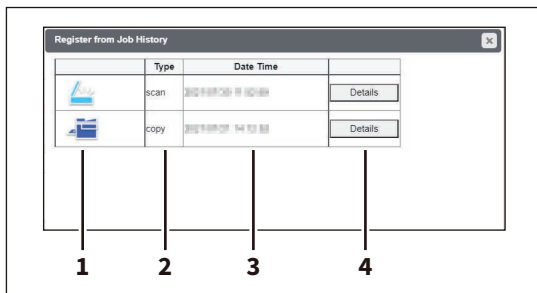 Register from Job History
Type Date Time
scan Details
copy Details
1 2 3 4